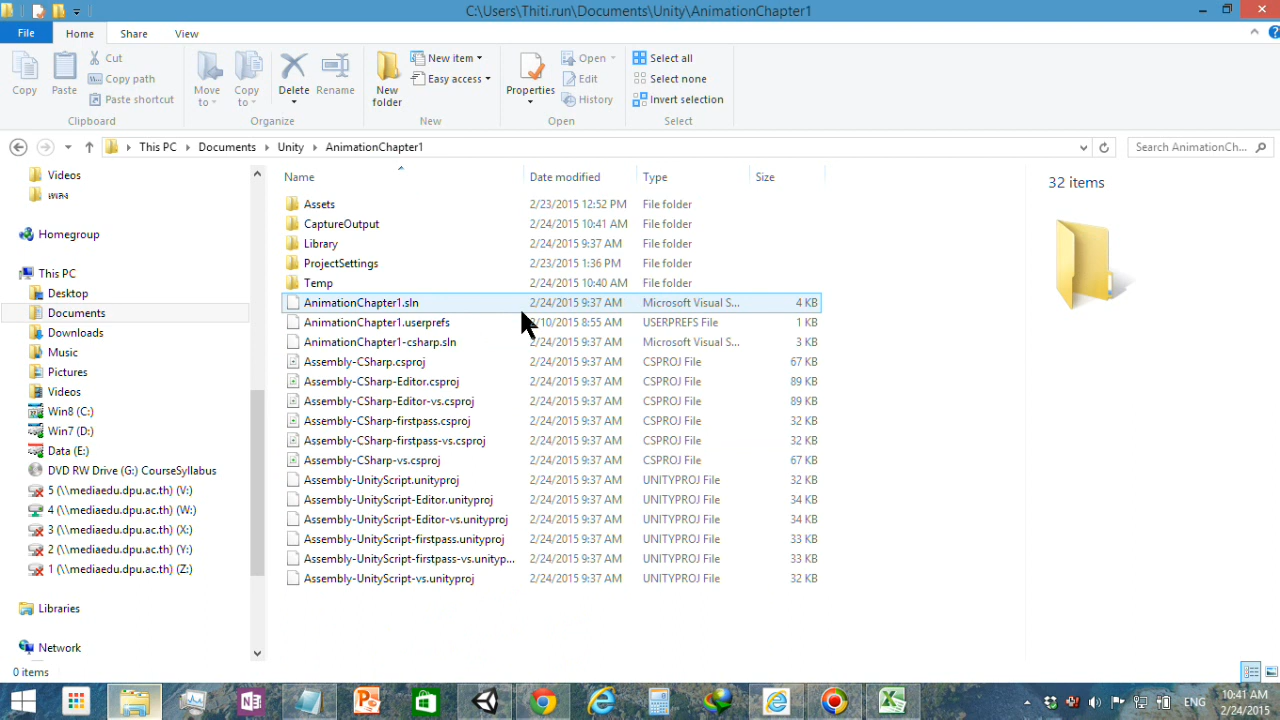 C:\Users\Thiti.run\Documents\Unity\AnimationChapter1
File Home Share View
Copy
Paste
Cut
Copy path
Paste shortcut
Clipboard
Move to
Copy to
Delete
Rename
Organize
New folder
New item
Easy access
New
Properties
Open
Edit
History
Open
Select all
Select none
Invert selection
Select
This PC Documents Unity AnimationChapter1
Search AnimationCh...
Videos
เพลง
Homegroup
This PC
Desktop
Documents
Downloads
Music
Pictures
Videos
Win8 (C:)
Win7 (D:)
Data (E:)
DVD RW Drive (G:) CourseSyllabus
5 (\\mediaedu.dpu.ac.th) (V:)
4 (\\mediaedu.dpu.ac.th) (W:)
3 (\\mediaedu.dpu.ac.th) (X:)
2 (\\mediaedu.dpu.ac.th) (Y:)
1 (\\mediaedu.dpu.ac.th) (Z:)
Libraries
Network
Name Date modified Type Size
Assets 2/23/2015 12:52 PM File folder
CaptureOutput 2/24/2015 10:41 AM File folder
Library 2/24/2015 9:37 AM File folder
ProjectSettings 2/23/2015 1:36 PM File folder
Temp 2/24/2015 10:40 AM File folder
AnimationChapter1.sln 2/24/2015 9:37 AM Microsoft Visual S... 4 KB
AnimationChapter1.userprefs /10/2015 8:55 AM USERPREFS File 1 KB
AnimationChapter1-csharp.sln 2/24/2015 9:37 AM Microsoft Visual S... 3 KB
Assembly-CSharp.csproj 2/24/2015 9:37 AM CSPROJ File 67 KB
Assembly-CSharp-Editor.csproj 2/24/2015 9:37 AM CSPROJ File 89 KB
Assembly-CSharp-Editor-vs.csproj 2/24/2015 9:37 AM CSPROJ File 89 KB
Assembly-CSharp-firstpass.csproj 2/24/2015 9:37 AM CSPROJ File 32 KB
Assembly-CSharp-firstpass-vs.csproj 2/24/2015 9:37 AM CSPROJ File 32 KB
Assembly-CSharp-vs.csproj 2/24/2015 9:37 AM CSPROJ File 67 KB
Assembly-UnityScript.unityproj 2/24/2015 9:37 AM UNITYPROJ File 32 KB
Assembly-UnityScript-Editor.unityproj 2/24/2015 9:37 AM UNITYPROJ File 34 KB
Assembly-UnityScript-Editor-vs.unityproj 2/24/2015 9:37 AM UNITYPROJ File 34 KB
Assembly-UnityScript-firstpass.unityproj 2/24/2015 9:37 AM UNITYPROJ File 33 KB
Assembly-UnityScript-firstpass-vs.unityp... 2/24/2015 9:37 AM UNITYPROJ File 33 KB
Assembly-UnityScript-vs.unityproj 2/24/2015 9:37 AM UNITYPROJ File 32 KB
32 items
0 items
ENG
10:41 AM
2/24/2015